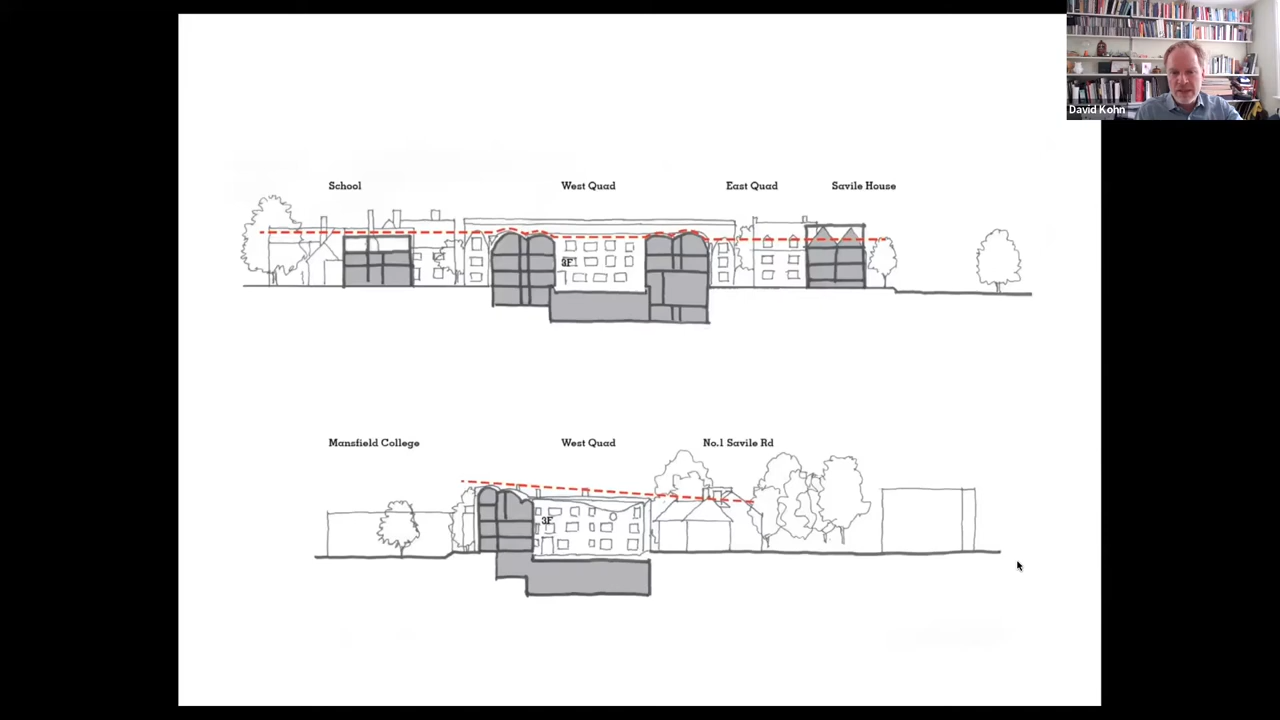 David Kohn
School
West Quad
East Quad
Savile House
3F
Mansfield College
West Quad
No.1 Savile Rd
3F